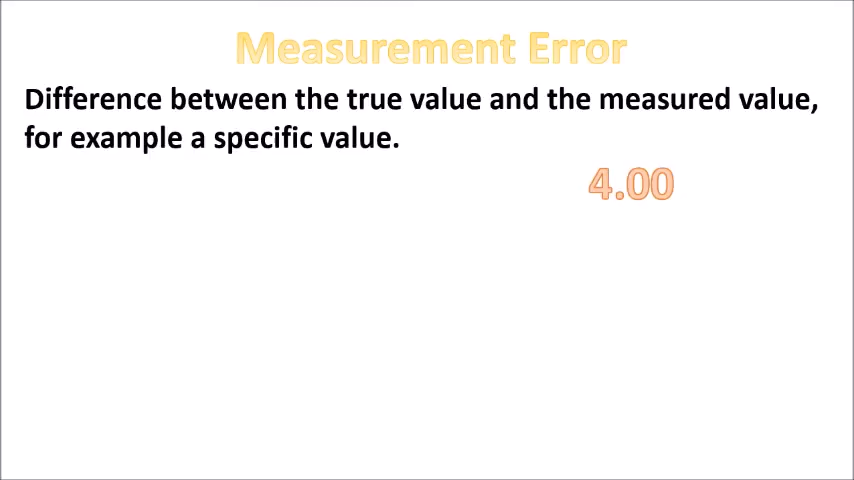 Measurement Error
Difference between the true value and the measured value,
for example a specific value.
4.00